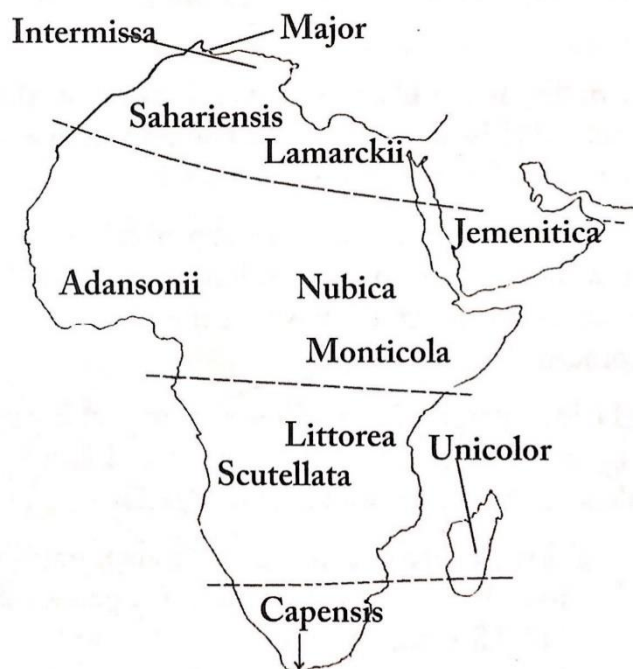 Major
Intermissa
Sahariensis
Lamarckii
Jemenitica
Adansonii
Nubica
Monticola
Littorea
Unicolor
Scutellata
Capensis